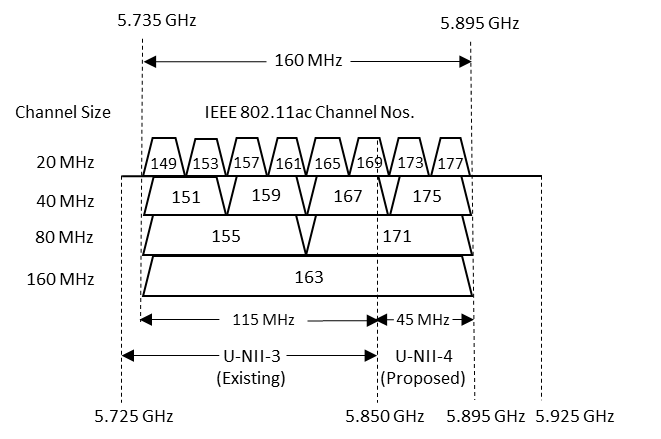 5.735 GHz
5.895 GHz
160 MHz
Channel Size
IEEE 802.11ac Channel Nos.
20 MHz
149 153 157 161 165 169 173 177
40 MHz
151 159 167 175
80 MHz
155 171
160 MHz
163
115 MHz
45 MHz
U-NII-3
U-NII-4
(Existing)
(Proposed)
5.725 GHz
5.850 GHz
5.895 GHz
5.925 GHz